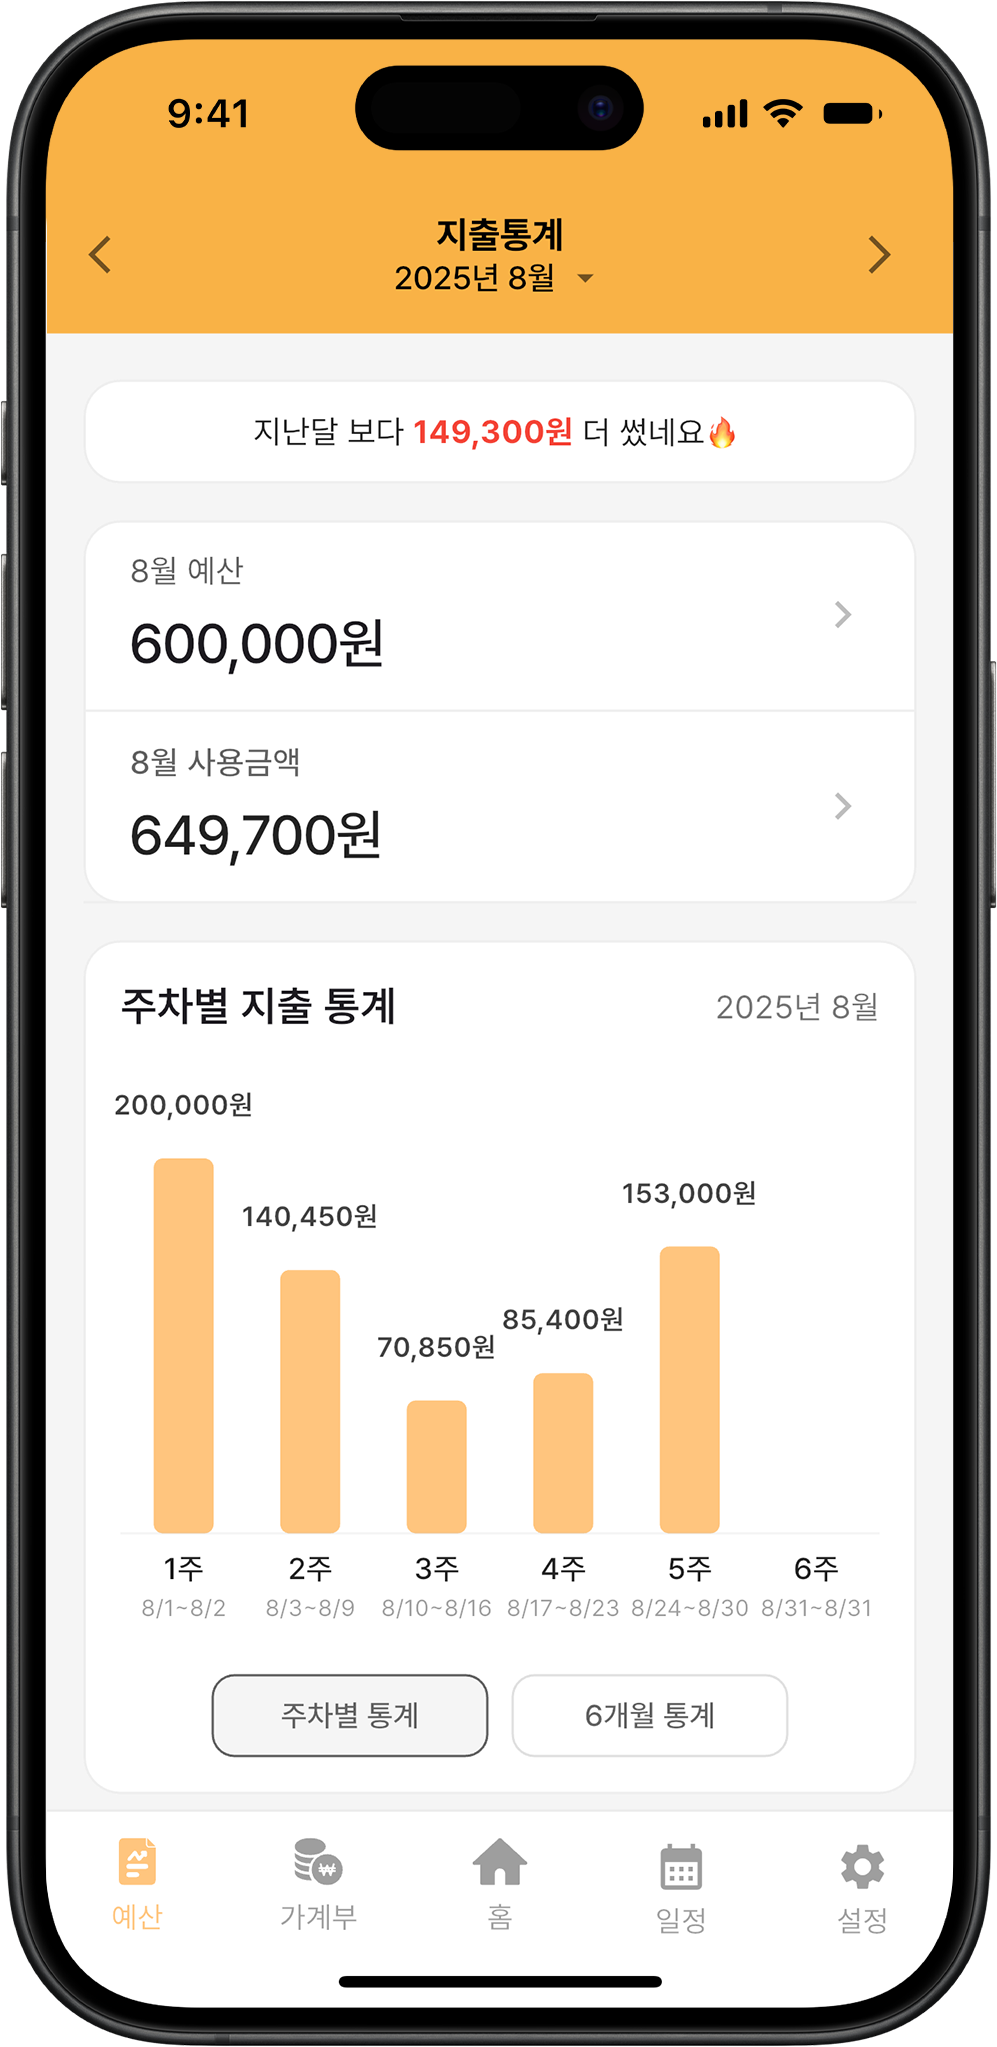 9:41
지출통계
2025년 8월
지난달 보다 149,300원 더 썼네요🔥
8월 예산
600,000원
8월 사용금액
649,700원
주차별 지출 통계
2025년 8월
200,000원
140,450원
70,850원
85,400원
153,000원
1주 2주 3주 4주 5주 6주
8/1~8/2 8/3~8/9 8/10~8/16 8/17~8/23 8/24~8/30 8/31~8/31
주차별 통계
6개월 통계
예산 가계부 홈 일정 설정